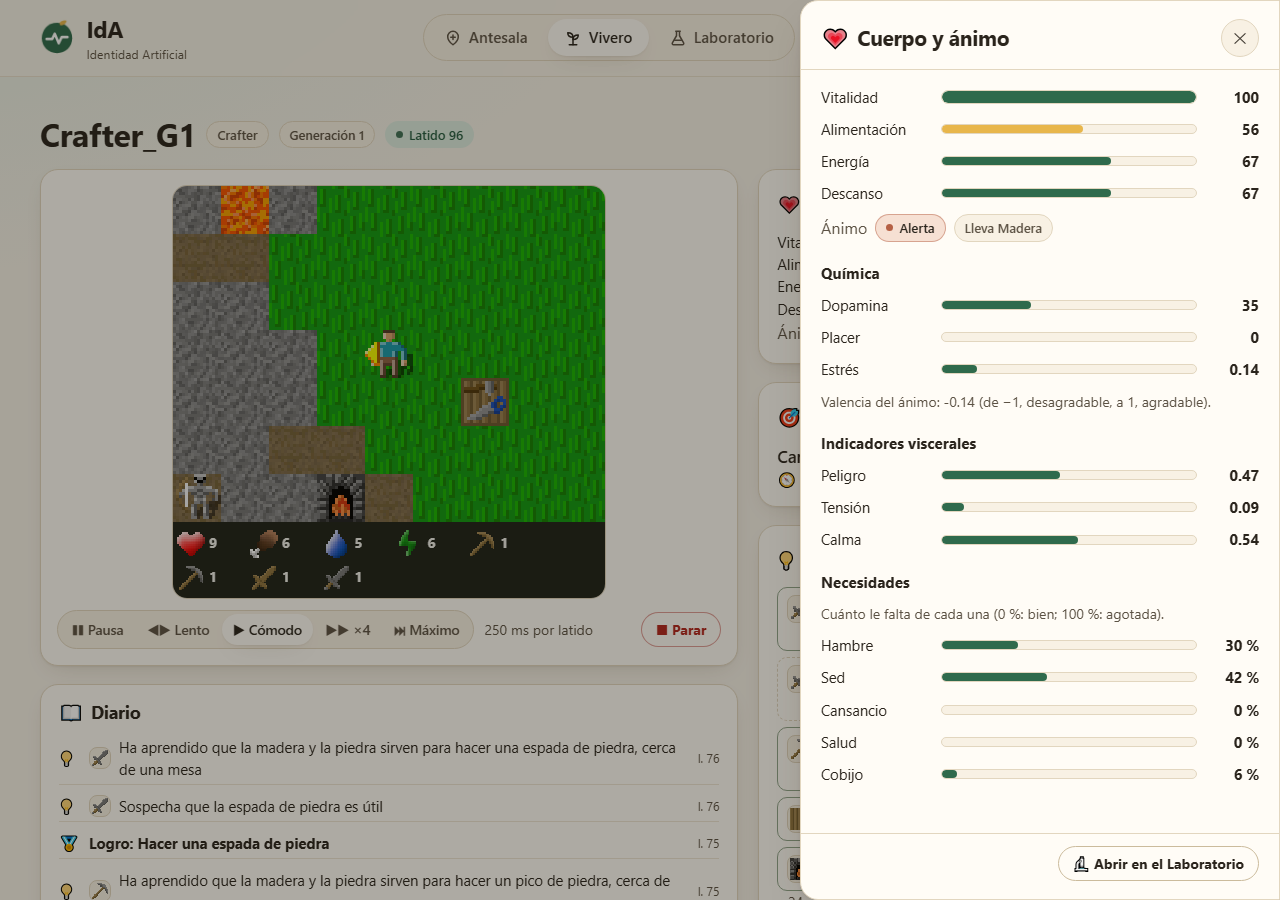 IdA
Identidad Artificial
Antesala
Vivero
Laboratorio
Crafter_G1
Crafter
Generación 1
Latido 96
9
6
5
6
1
1
1
1
Pausa
Lento
Cómodo
×4
Máximo
250 ms por latido
Parar
Diario
Ha aprendido que la madera y la piedra sirven para hacer una espada de piedra, cerca
de una mesa
l. 76
Sospecha que la espada de piedra es útil
l. 76
Logro: Hacer una espada de piedra
l. 75
Ha aprendido que la madera y la piedra sirven para hacer un pico de piedra, cerca de
l. 75
Cuerpo y ánimo
Vitalidad 100
Alimentación 56
Energía 67
Descanso 67
Ánimo Alerta Lleva Madera
Química
Dopamina 35
Placer 0
Estrés 0.14
Valencia del ánimo: -0.14 (de −1, desagradable, a 1, agradable).
Indicadores viscerales
Peligro 0.47
Tensión 0.09
Calma 0.54
Necesidades
Cuánto le falta de cada una (0 %: bien; 100 %: agotada).
Hambre 30 %
Sed 42 %
Cansancio 0 %
Salud 0 %
Cobijo 6 %
Abrir en el Laboratorio